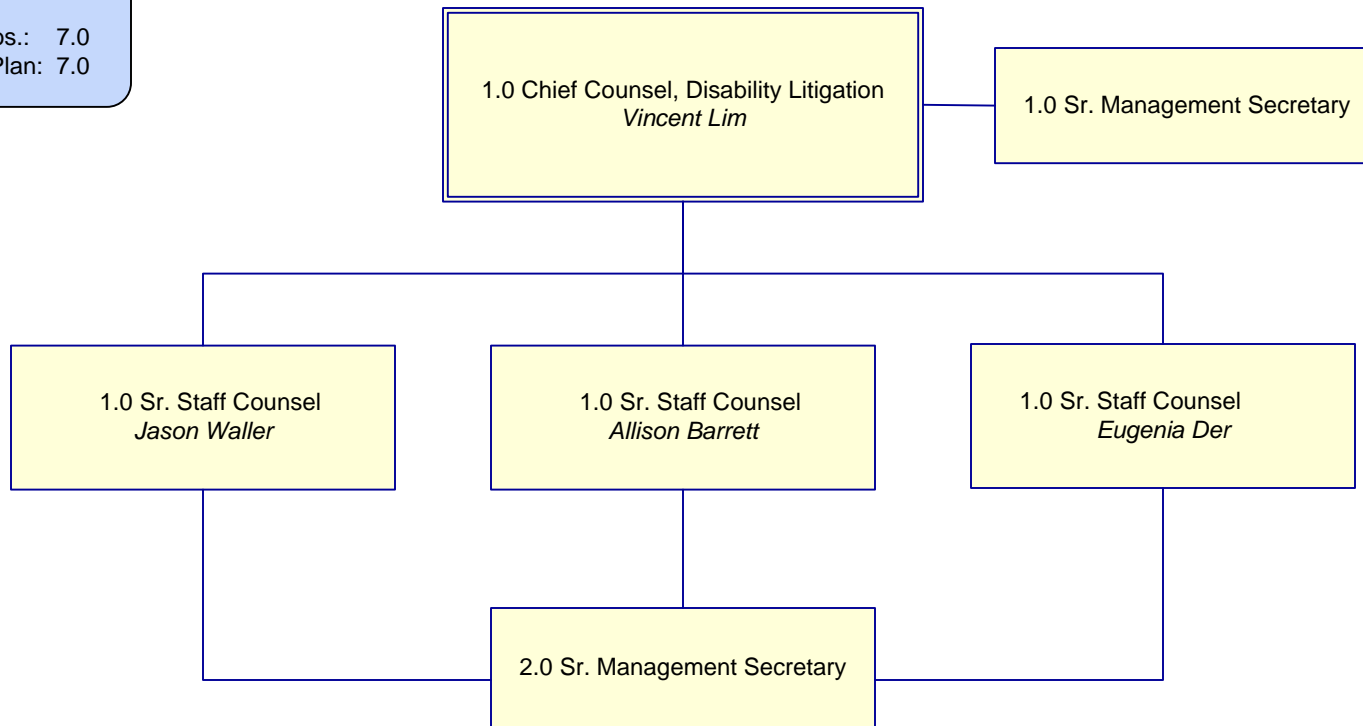 7.0
Plan: 7.0
1.0 Chief Counsel, Disability Litigation
Vincent Lim
1.0 Sr. Management Secretary
1.0 Sr. Staff Counsel
Jason Waller
1.0 Sr. Staff Counsel
Allison Barrett
1.0 Sr. Staff Counsel
Eugenia Der
2.0 Sr. Management Secretary